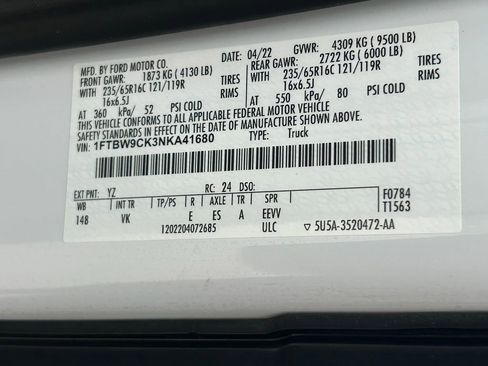 MFD. BY FORD MOTOR CO. 04/22 GVWR: 4309 KG ( 9500 LB)
FRONT GAWR: 1873 KG ( 4130 LB) REAR GAWR: 2722 KG ( 6000 LB)
WITH 235/65R16C 121/119R TIRES WITH 235/65R16C 121/119R TIRES
16x6.5J RIMS 16x6.5J RIMS
AT 360 kPa/ 52 PSI COLD AT 550 kPa/ 80 PSI COLD
THIS VEHICLE CONFORMS TO ALL APPLICABLE FEDERAL MOTOR VEHICLE
SAFETY STANDARDS IN EFFECT ON THE DATE OF MANUFACTURE SHOWN ABOVE.
VIN: 1FTBW9CK3NKA41680 TYPE: Truck
EXT PNT: YZ RC: 24 DSO: F0784
WB INT TR TP/PS R AXLE TR SPR T1563
148 VK E ES A EEVV
1202204072685 ULC ▽ 5U5A-3520472-AA